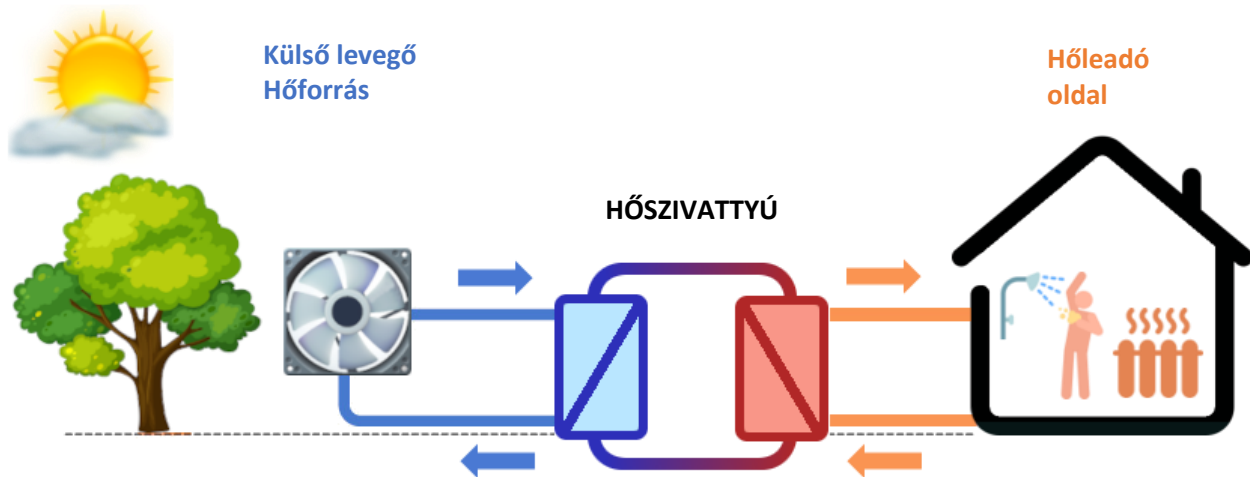 Külső levegő
Hőforrás
Hőleadó
oldal
HŐSZIVATTYÚ